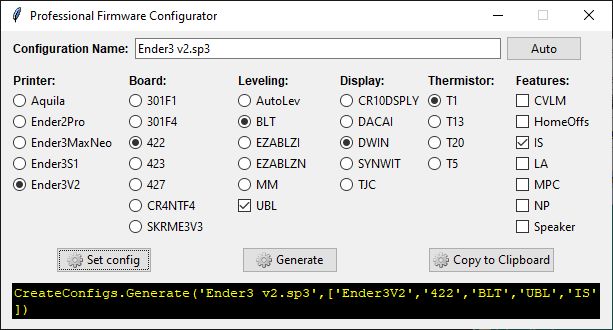 Professional Firmware Configurator
Configuration Name: Ender3 v2.sp3 Auto
Printer: Board: Leveling: Display: Thermistor: Features:
Aquila 301F1 AutoLev CR10DSPLY T1 CVLM
Ender2Pro 301F4 BLT DACAI T13 HomeOffs
Ender3MaxNeo 422 EZABLZI DWIN T20 IS
Ender3S1 423 EZABLZN SYNWIT T5 LA
Ender3V2 427 MM TJC MPC
CR4NTF4 UBL NP
SKRME3V3 Speaker
Set config Generate Copy to Clipboard
CreateConfigs.Generate('Ender3 v2.sp3',['Ender3V2','422','BLT','UBL','IS'
])